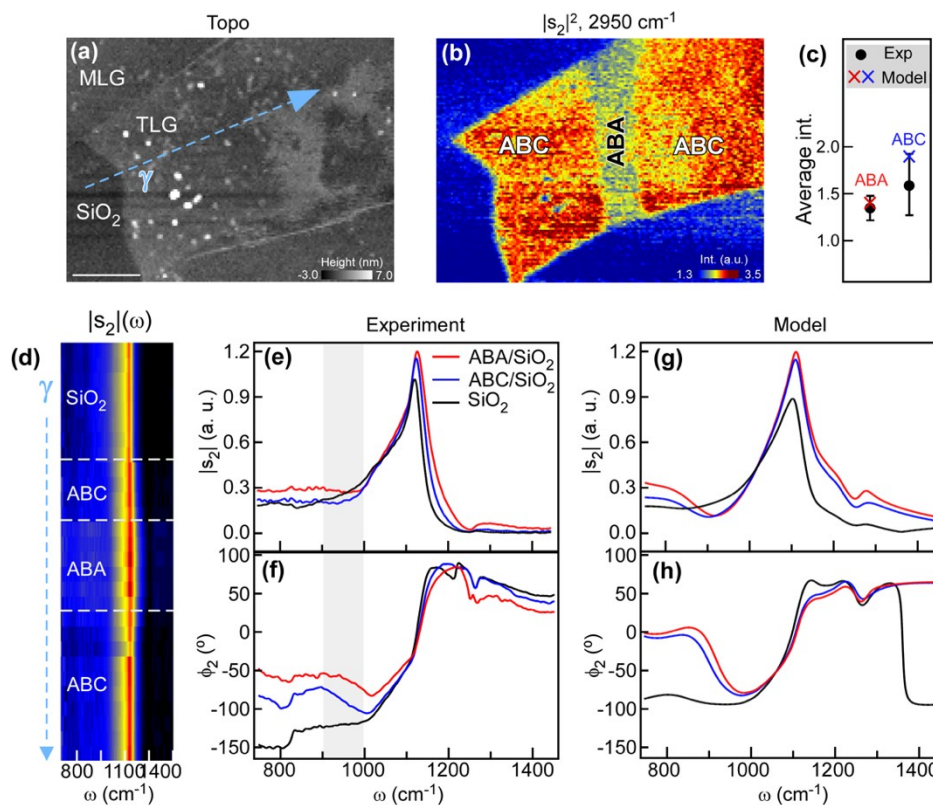 Topo
|s₂|², 2950 cm⁻¹
(a)
MLG
TLG
γ
SiO₂
Height (nm)
-3.0 7.0
(b)
ABC
ABA
ABC
Int. (a.u.)
1.3 3.5
(c)
Exp
Model
Average int.
2.0
1.5
1.0
ABA
ABC
|s₂|(ω)
Experiment
Model
(d)
γ
SiO₂
ABC
ABA
ABC
800 1100 1400
ω (cm⁻¹)
(e)
ABA/SiO₂
ABC/SiO₂
SiO₂
|s₂| (a. u.)
1.2
0.9
0.6
0.3
0.0
(f)
ϕ₂ (º)
100
50
0
-50
-100
-150
800 1000 1200 1400
ω (cm⁻¹)
(g)
|s₂| (a. u.)
1.2
0.9
0.6
0.3
0.0
(h)
ϕ₂ (º)
100
50
0
-50
-100
-150
800 1000 1200 1400
ω (cm⁻¹)